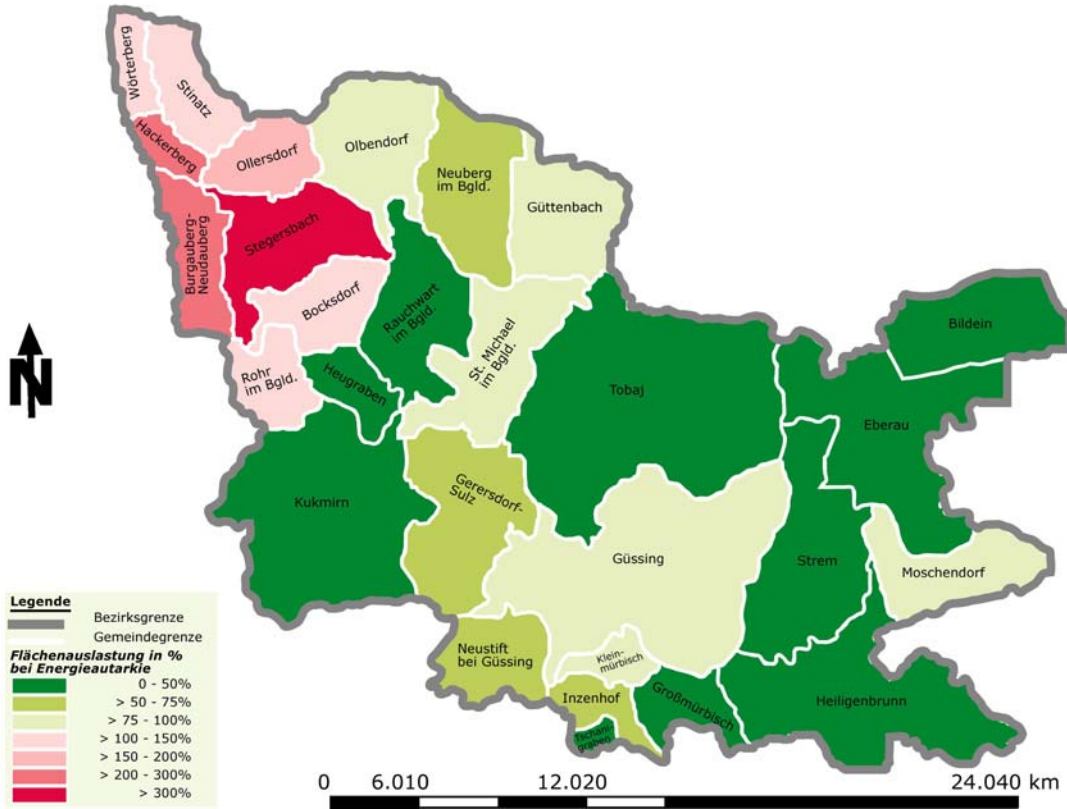 Wörterberg
Stinatz
Hackerberg
Ollersdorf
Olbendorf
Neuberg
im Bgld.
Güttenbach
Burgauberg-
Neudauberg
Stegersbach
Bocksdorf
Rauchwart
im Bgld.
St. Michael
im Bgld.
Bildein
Rohr
im Bgld.
Heugraben
Tobaj
Eberau
N
Kukmirn
Gerersdorf-
Sulz
Güssing
Strem
Moschendorf
Neustift
bei Güssing
Klein-
mürbisch
Inzenhof
Großmürbisch
Heiligenbrunn
Tschani-
graben
Legende
Bezirksgrenze
Gemeindegrenze
Flächenauslastung in %
bei Energieautarkie
0 - 50%
> 50 - 75%
> 75 - 100%
> 100 - 150%
> 150 - 200%
> 200 - 300%
> 300%
0 6.010 12.020 24.040 km